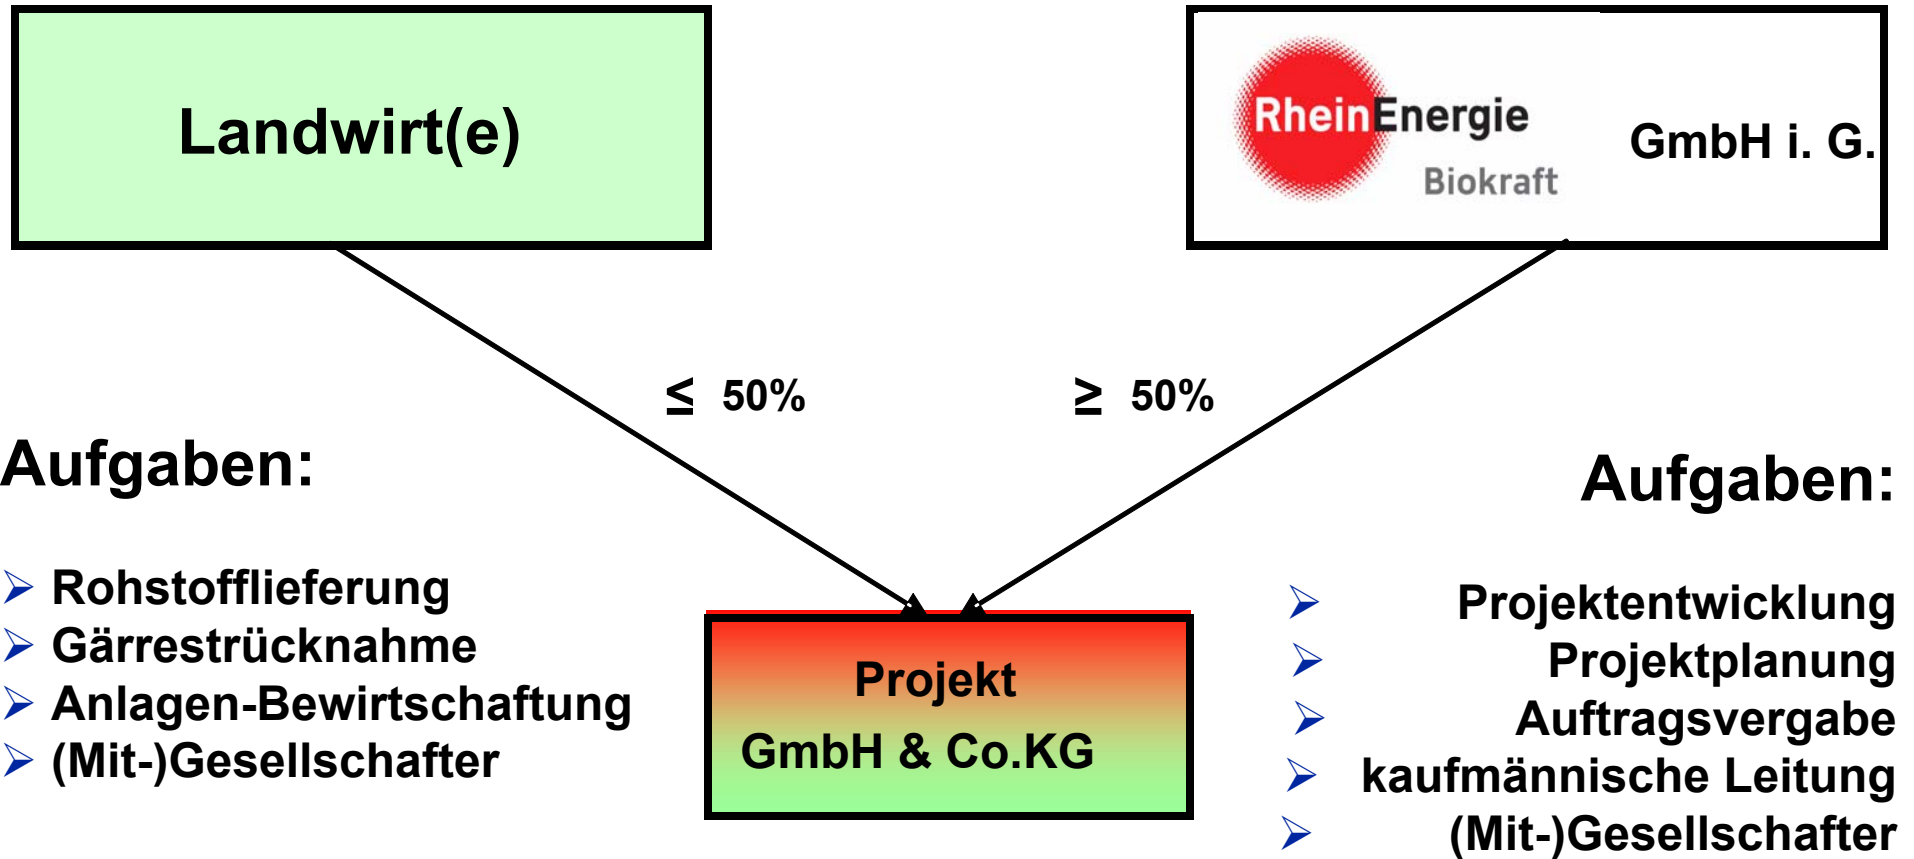 Landwirt(e)
RheinEnergie
Biokraft
GmbH i. G.
≤ 50%
≥ 50%
Aufgaben:
Rohstofflieferung
Gärrestrücknahme
Anlagen-Bewirtschaftung
(Mit-)Gesellschafter
Projekt
GmbH & Co.KG
Aufgaben:
Projektentwicklung
Projektplanung
Auftragsvergabe
kaufmännische Leitung
(Mit-)Gesellschafter